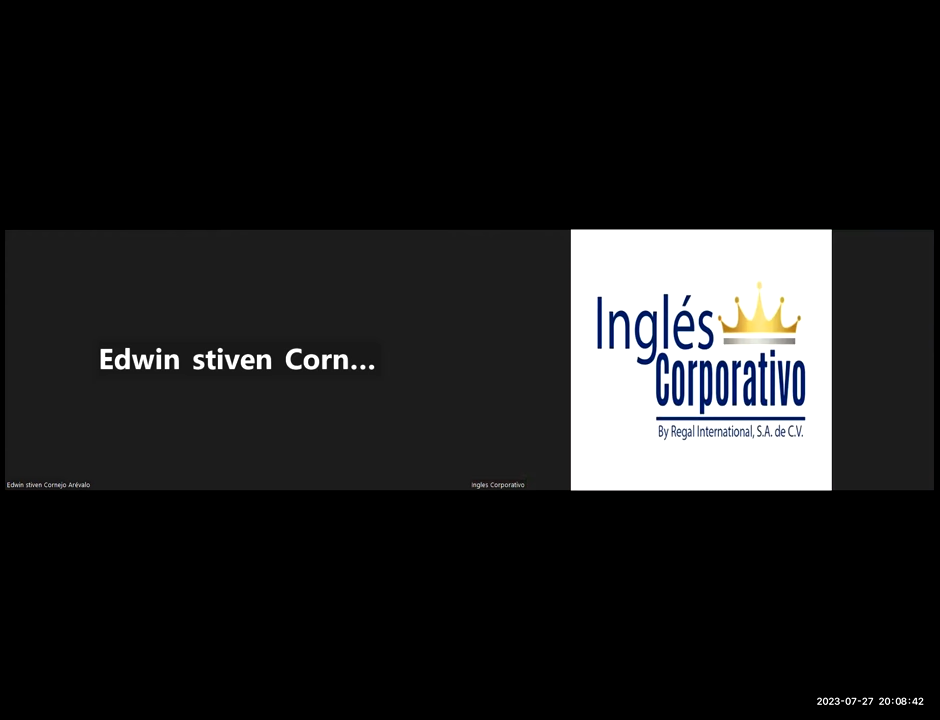 Edwin stiven Corn...
Edwin stiven Cornejo Arévalo
Inglés
Corporativo
By Regal International, S.A. de C.V.
Ingles Corporativo
2023-07-27 20:08:42